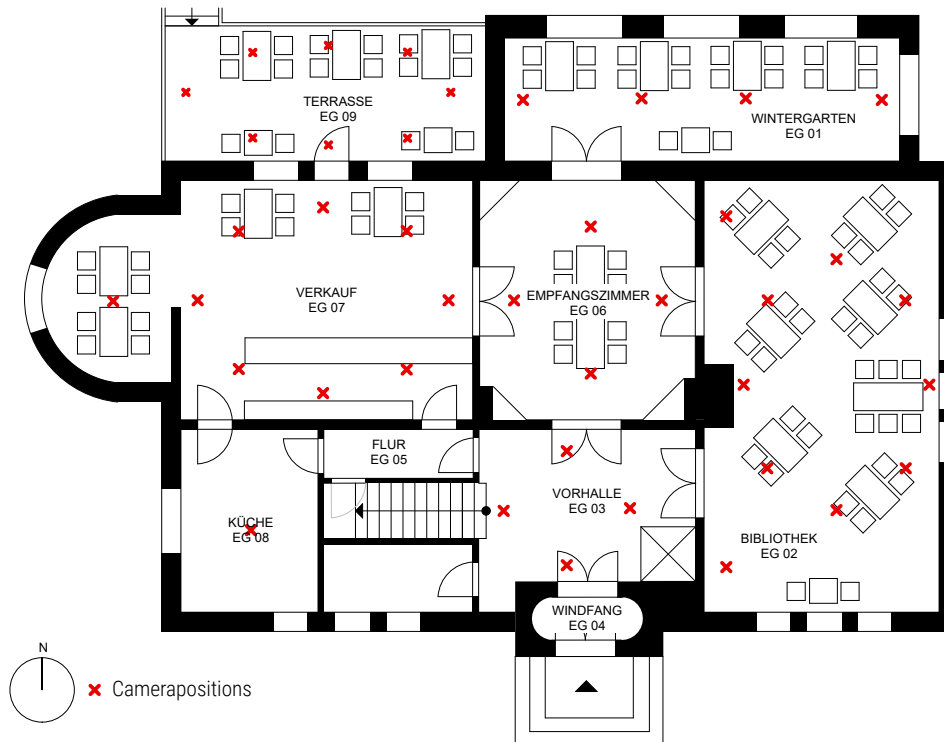 TERRASSE
EG 09
WINTERGARTEN
EG 01
VERKAUF
EG 07
EMPFANGSZIMMER
EG 06
FLUR
EG 05
VORHALLE
EG 03
KÜCHE
EG 08
BIBLIOTHEK
EG 02
WINDFANG
EG 04
N
Camerapositions